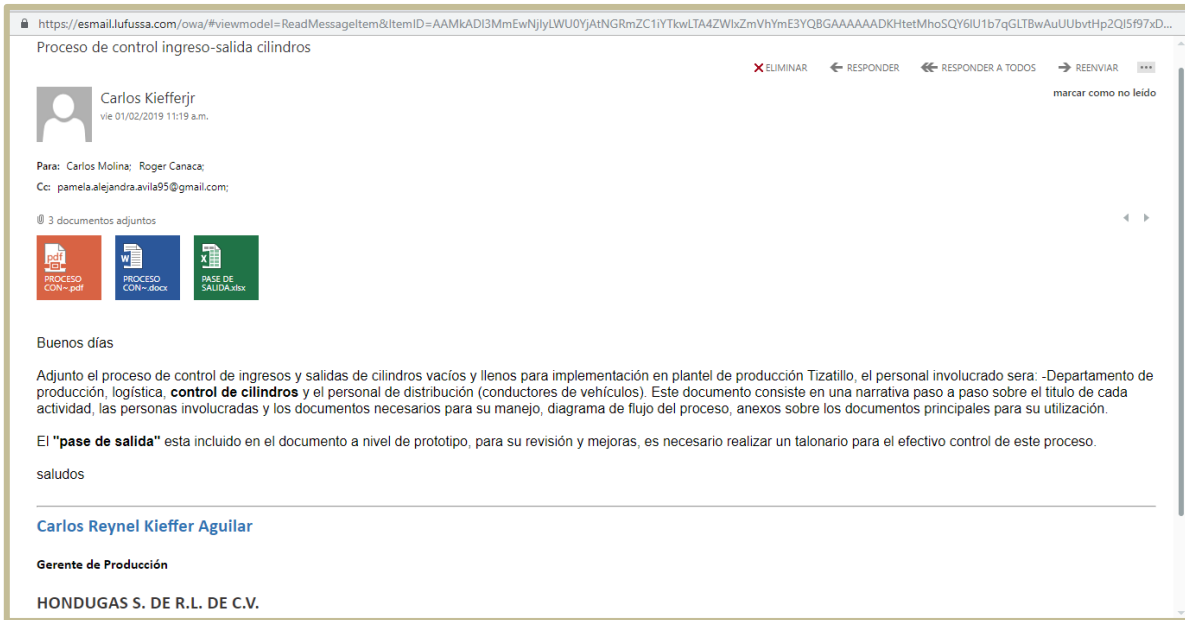 https://esmail.lufussa.com/owa/#viewmodel=ReadMessageItem&ItemID=AAMkADI3MmEwNjIyLWU0YjAtNGRmZC1iYTkwLTA4ZWIxZmVhYmE3YQBGAAAAAADKHtetMhoSQY6lU1b7qGLTBwAuUUbvtHp2QI5f97xD...
Proceso de control ingreso-salida cilindros
ELIMINAR RESPONDER RESPONDER A TODOS REENVIAR ...
marcar como no leído
Carlos Kiefferjr
vie 01/02/2019 11:19 a.m.
Para: Carlos Molina; Roger Canaca;
Cc: pamela.alejandra.avila95@gmail.com;
3 documentos adjuntos
PROCESO CON~.pdf
PROCESO CON~.docx
PASE DE SALIDA.xlsx
Buenos días
Adjunto el proceso de control de ingresos y salidas de cilindros vacíos y llenos para implementación en plantel de producción Tizatillo, el personal involucrado sera: -Departamento de
producción, logística, control de cilindros y el personal de distribución (conductores de vehículos). Este documento consiste en una narrativa paso a paso sobre el titulo de cada
actividad, las personas involucradas y los documentos necesarios para su manejo, diagrama de flujo del proceso, anexos sobre los documentos principales para su utilización.
El "pase de salida" esta incluido en el documento a nivel de prototipo, para su revisión y mejoras, es necesario realizar un talonario para el efectivo control de este proceso.
saludos
Carlos Reynel Kieffer Aguilar
Gerente de Producción
HONDUGAS S. DE R.L. DE C.V.